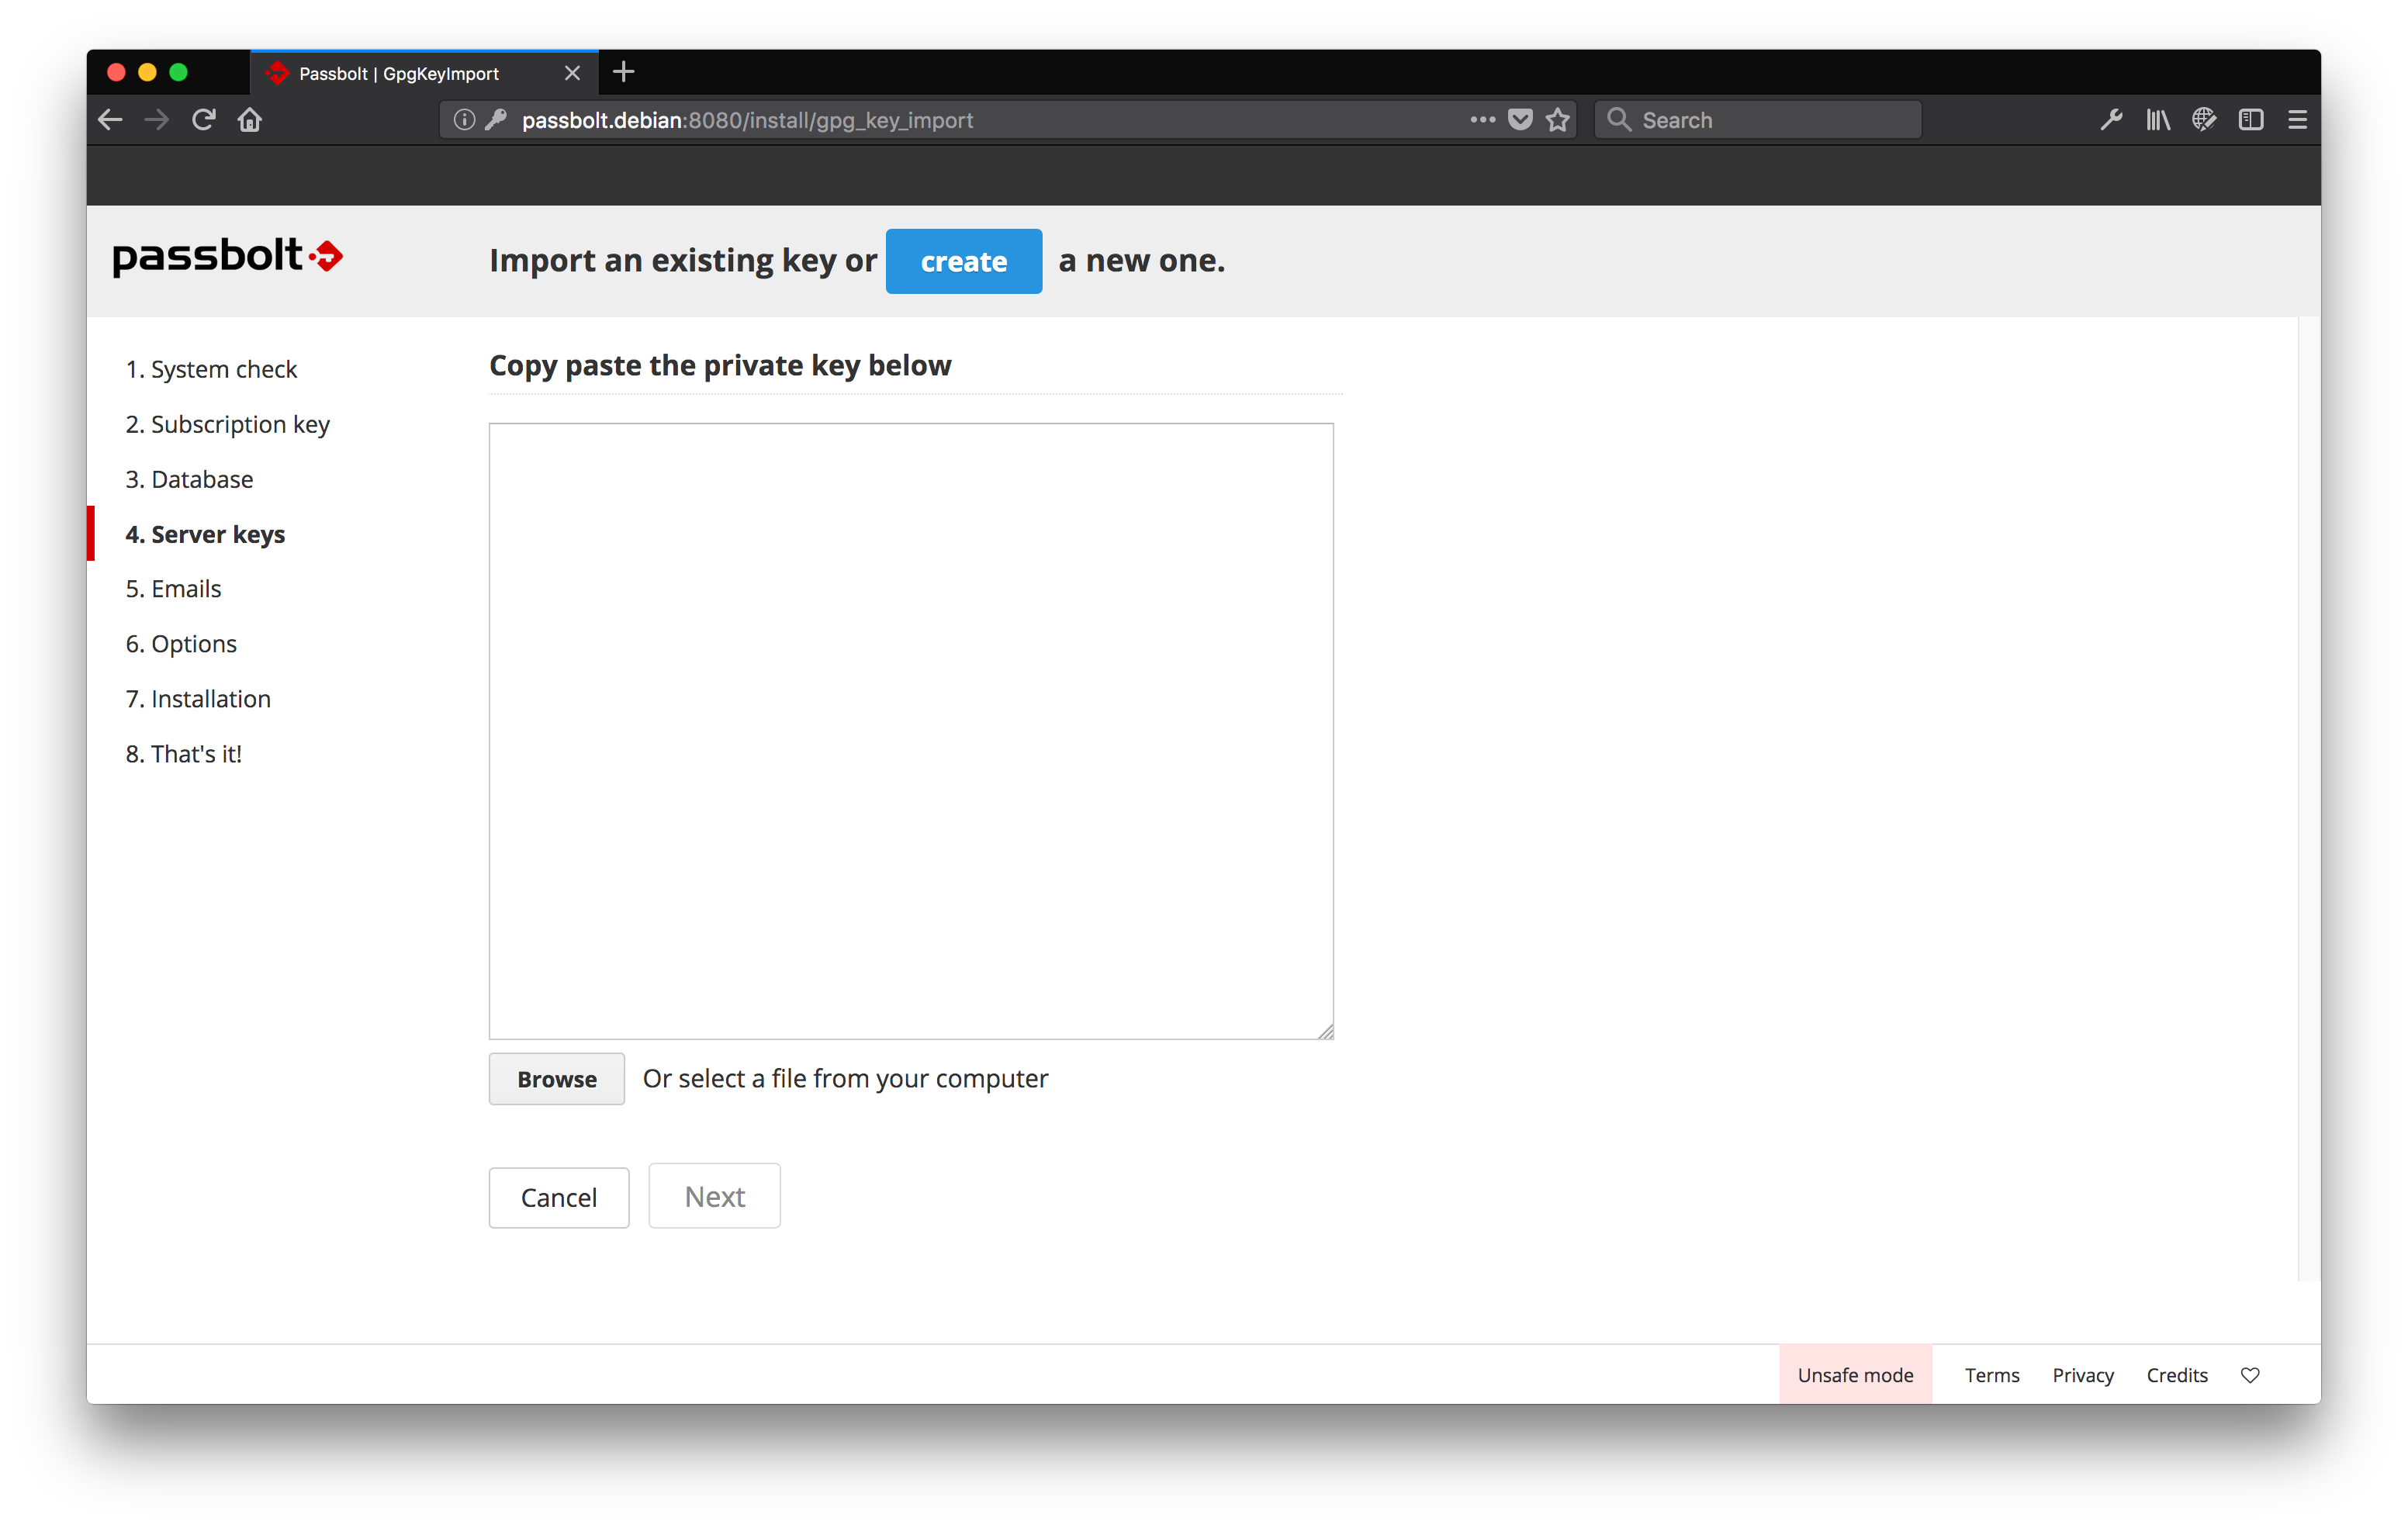 Passbolt | GpgKeyImport
passbolt.debian:8080/install/gpg_key_import
Search
passbolt
Import an existing key or create a new one.
1. System check
2. Subscription key
3. Database
4. Server keys
5. Emails
6. Options
7. Installation
8. That's it!
Copy paste the private key below
Browse Or select a file from your computer
Cancel Next
Unsafe mode Terms Privacy Credits